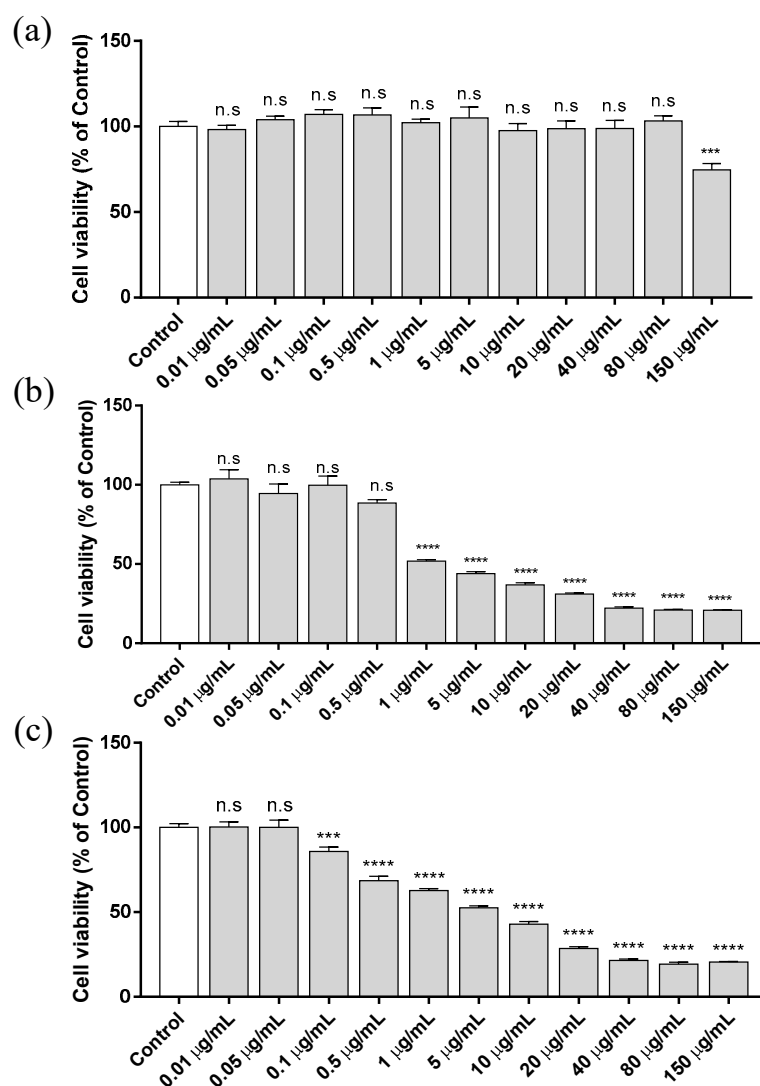 (a)
Cell viability (% of Control)
150
100
50
0
n.s
n.s
n.s
n.s
n.s
n.s
n.s
n.s
n.s
n.s
***
Control
0.01 μg/mL
0.05 μg/mL
0.1 μg/mL
0.5 μg/mL
1 μg/mL
5 μg/mL
10 μg/mL
20 μg/mL
40 μg/mL
80 μg/mL
150 μg/mL
(b)
Cell viability (% of Control)
150
100
50
0
n.s
n.s
n.s
n.s
****
****
****
****
****
****
****
Control
0.01 μg/mL
0.05 μg/mL
0.1 μg/mL
0.5 μg/mL
1 μg/mL
5 μg/mL
10 μg/mL
20 μg/mL
40 μg/mL
80 μg/mL
150 μg/mL
(c)
Cell viability (% of Control)
150
100
50
0
n.s
n.s
***
****
****
****
****
****
****
****
****
Control
0.01 μg/mL
0.05 μg/mL
0.1 μg/mL
0.5 μg/mL
1 μg/mL
5 μg/mL
10 μg/mL
20 μg/mL
40 μg/mL
80 μg/mL
150 μg/mL